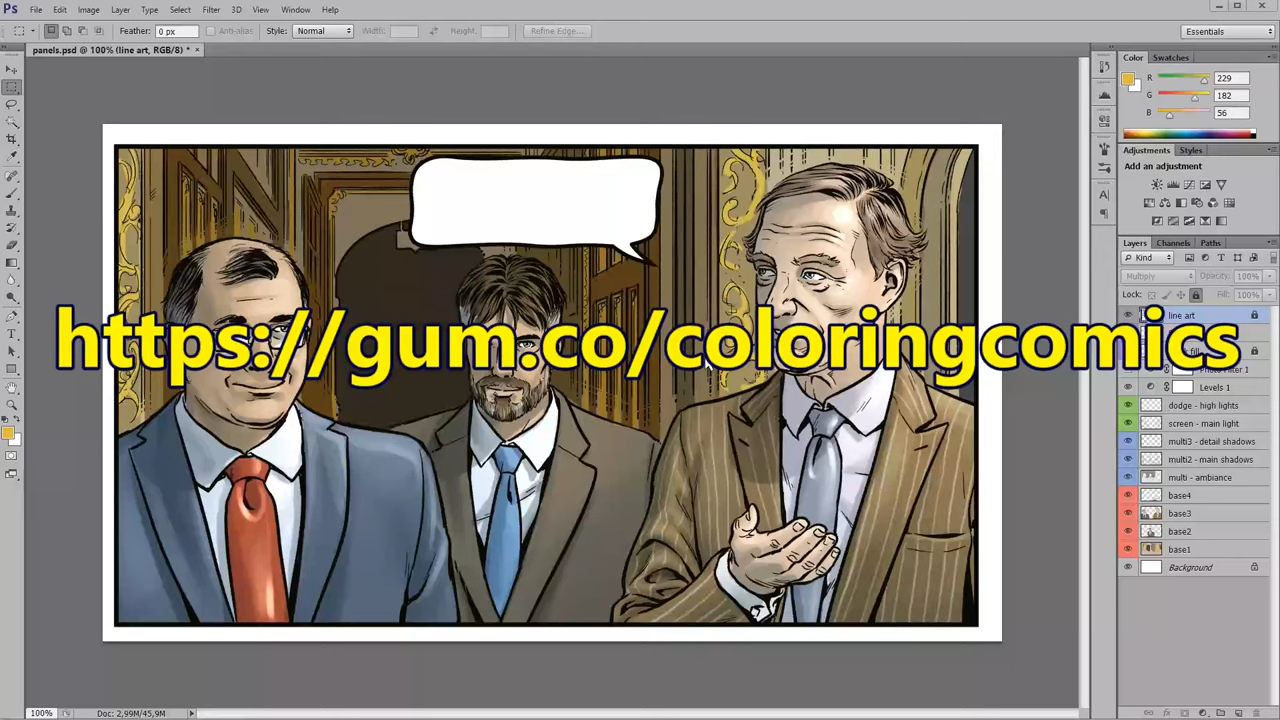 Ps File Edit Image Layer Type Select Filter 3D View Window Help
Feather: 0 px Anti-alias Style: Normal Width: Height: Refine Edge... Essentials
panels.psd @ 100% (line art, RGB/8) * ×
Color Swatches
R 229
G 182
B 56
Adjustments Styles
Add an adjustment
Layers Channels Paths
Kind
Multiply Opacity: 100%
Lock: Fill: 100%
line art
https://gum.co/coloringcomics
Photo Filter 1
Levels 1
dodge - high lights
screen - main light
multi3 - detail shadows
multi2 - main shadows
multi - ambiance
base4
base3
base2
base1
Background
100% Doc: 2,99M/45,9M